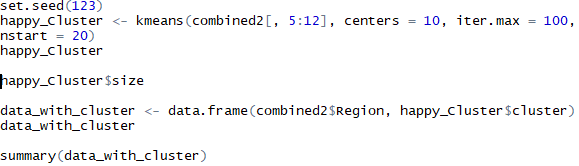 set.seed(123)
happy_Cluster <- kmeans(combined2[, 5:12], centers = 10, iter.max = 100,
nstart = 20)
happy_Cluster
happy_Cluster$size
data_with_cluster <- data.frame(combined2$Region, happy_Cluster$cluster)
data_with_cluster
summary(data_with_cluster)